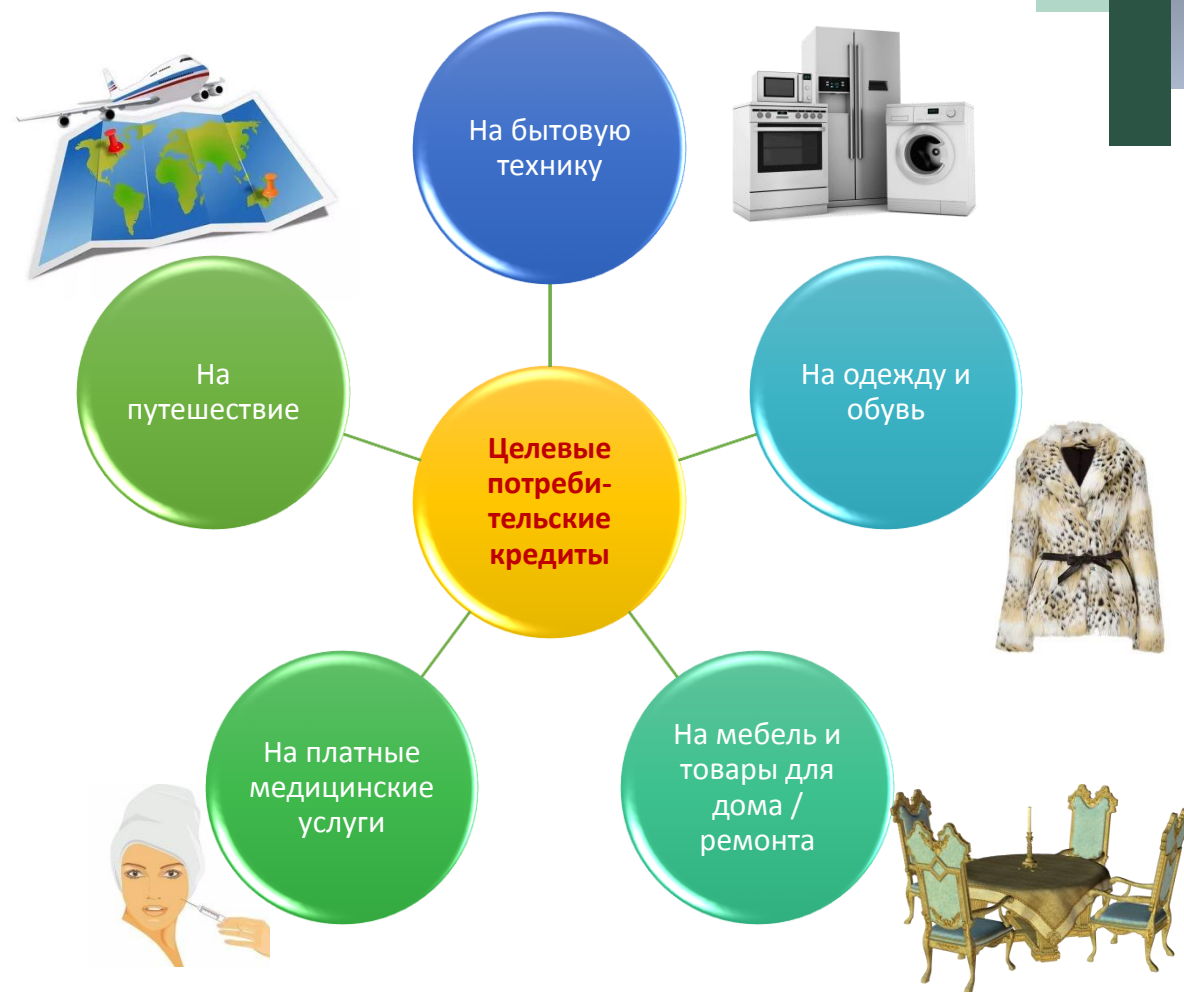 На бытовую
технику
На
путешествие
На одежду и
обувь
Целевые
потреби-
тельские
кредиты
На платные
медицинские
услуги
На мебель и
товары для
дома /
ремонта